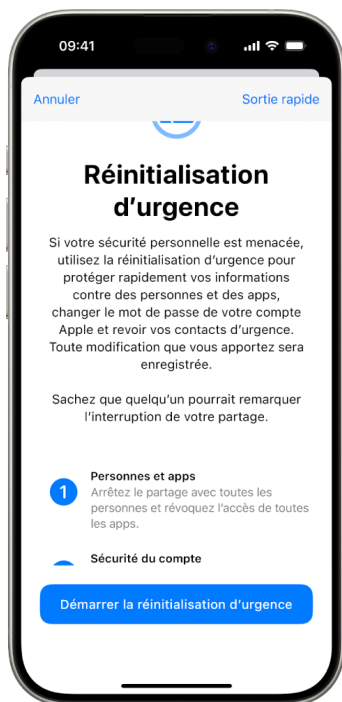 09:41
Annuler
Sortie rapide
Réinitialisation
d’urgence
Si votre sécurité personnelle est menacée,
utilisez la réinitialisation d’urgence pour
protéger rapidement vos informations
contre des personnes et des apps,
changer le mot de passe de votre compte
Apple et revoir vos contacts d’urgence.
Toute modification que vous apportez sera
enregistrée.
Sachez que quelqu’un pourrait remarquer
l’interruption de votre partage.
1
Personnes et apps
Arrêtez le partage avec toutes les
personnes et révoquez l’accès de toutes
les apps.
Sécurité du compte
Démarrer la réinitialisation d’urgence